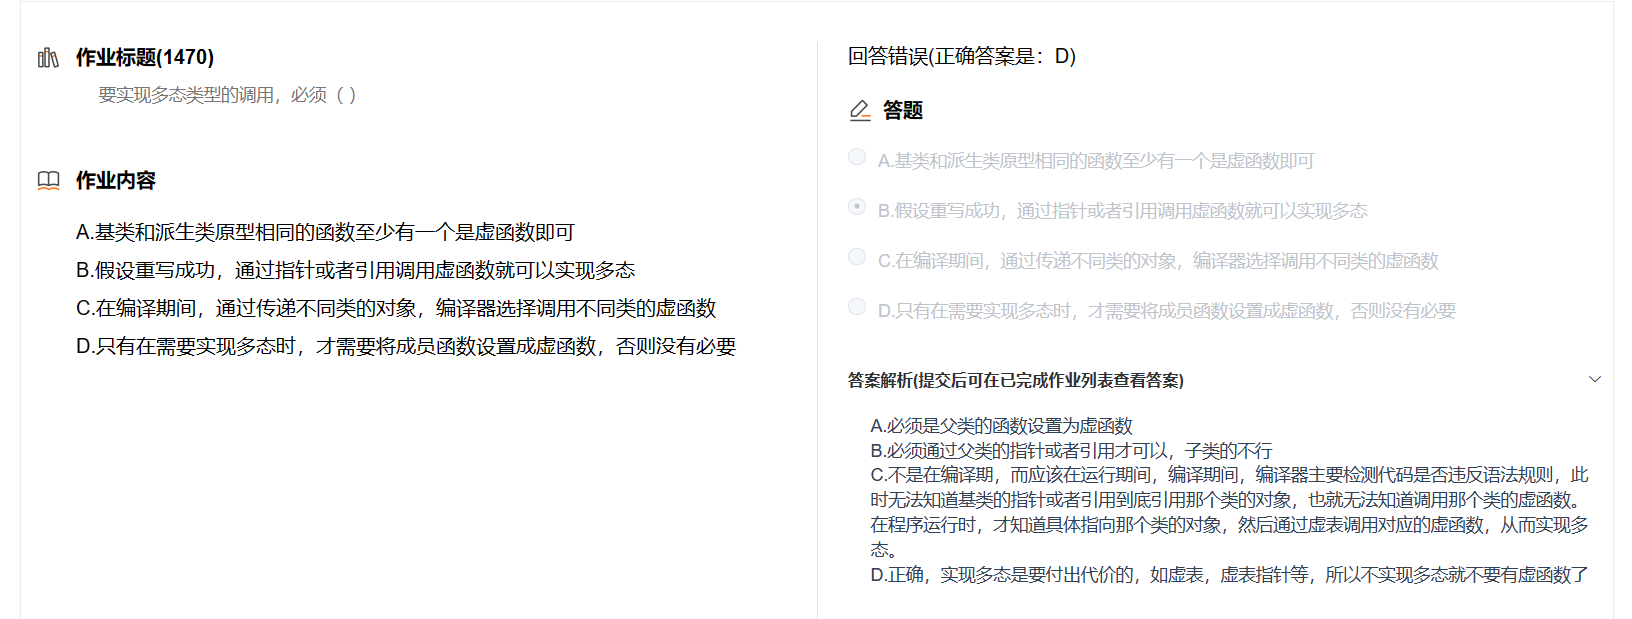 作业标题(1470)
要实现多态类型的调用，必须（ ）
作业内容
A.基类和派生类原型相同的函数至少有一个是虚函数即可
B.假设重写成功，通过指针或者引用调用虚函数就可以实现多态
C.在编译期间，通过传递不同类的对象，编译器选择调用不同类的虚函数
D.只有在需要实现多态时，才需要将成员函数设置成虚函数，否则没有必要
回答错误(正确答案是：D)
答题
A.基类和派生类原型相同的函数至少有一个是虚函数即可
B.假设重写成功，通过指针或者引用调用虚函数就可以实现多态
C.在编译期间，通过传递不同类的对象，编译器选择调用不同类的虚函数
D.只有在需要实现多态时，才需要将成员函数设置成虚函数，否则没有必要
答案解析(提交后可在已完成作业列表查看答案)
A.必须是父类的函数设置为虚函数
B.必须通过父类的指针或者引用才可以，子类的不行
C.不是在编译期，而应该在运行期间，编译期间，编译器主要检测代码是否违反语法规则，此
时无法知道基类的指针或者引用到底引用那个类的对象，也就无法知道调用那个类的虚函数。
在程序运行时，才知道具体指向那个类的对象，然后通过虚表调用对应的虚函数，从而实现多
态。
D.正确，实现多态是要付出代价的，如虚表，虚表指针等，所以不实现多态就不要有虚函数了